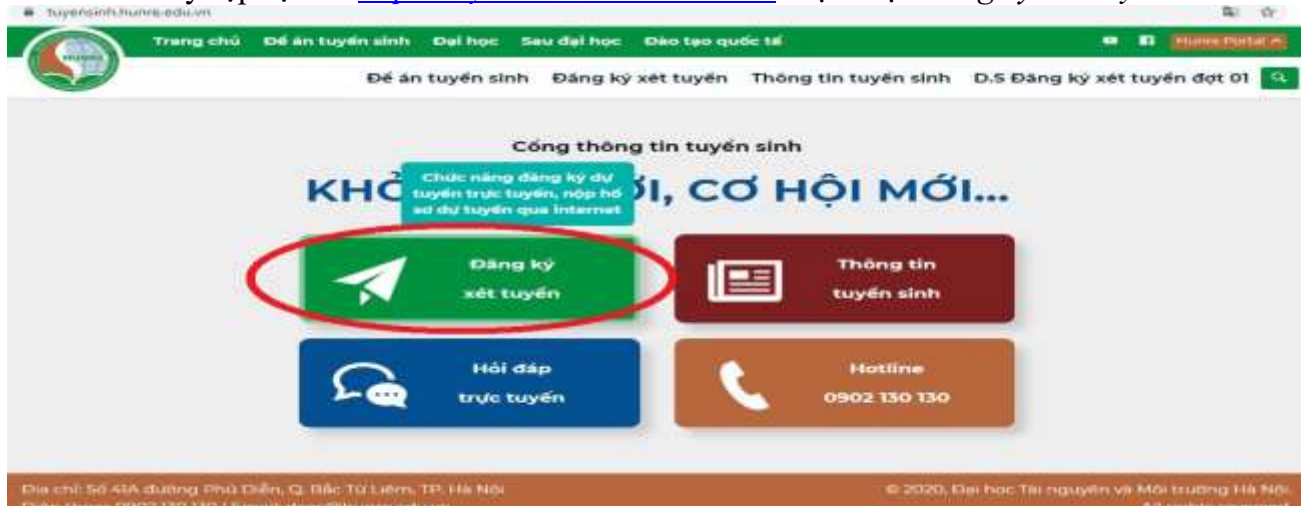 tuyensinh.hunre.edu.vn
Trang chủ Đề án tuyển sinh Đại học Sau đại học Đào tạo quốc tế Hunre Portal
HUNRE
Đề án tuyển sinh Đăng ký xét tuyển Thông tin tuyển sinh D.S Đăng ký xét tuyển đợt 01
Cổng thông tin tuyển sinh
KHỞ ỚI, CƠ HỘI MỚI...
Chức năng đăng ký dự
tuyển trực tuyến, nộp hồ
sơ dự tuyển qua internet
Đăng ký
xét tuyển
Thông tin
tuyển sinh
Hỏi đáp
trực tuyến
Hotline
0902 130 130
Địa chỉ: Số 41A đường Phú Diễn, Q. Bắc Từ Liêm, TP. Hà Nội
© 2020, Đại học Tài nguyên và Môi trường Hà Nội.